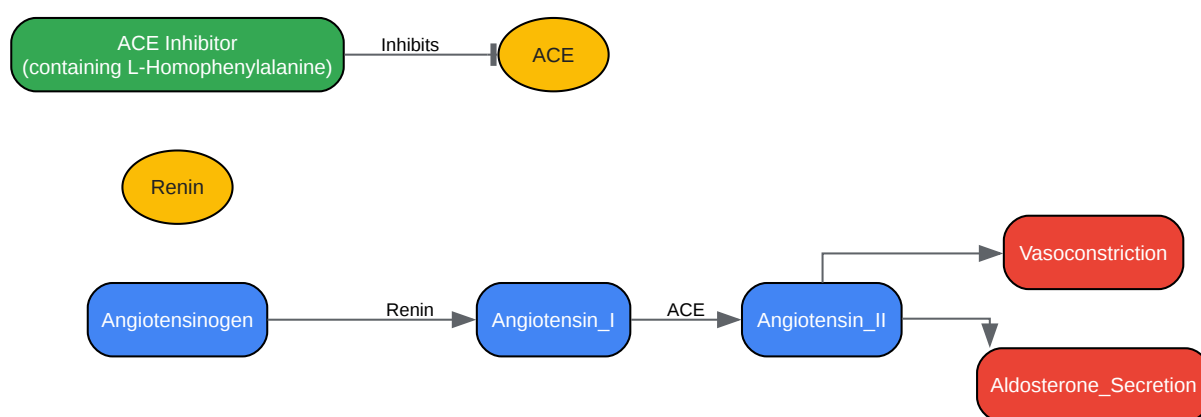 ACE Inhibitor
(containing L-Homophenylalanine)
Inhibits
ACE
Renin
Vasoconstriction
Angiotensinogen
Renin
Angiotensin_I
ACE
Angiotensin_II
Aldosterone_Secretion